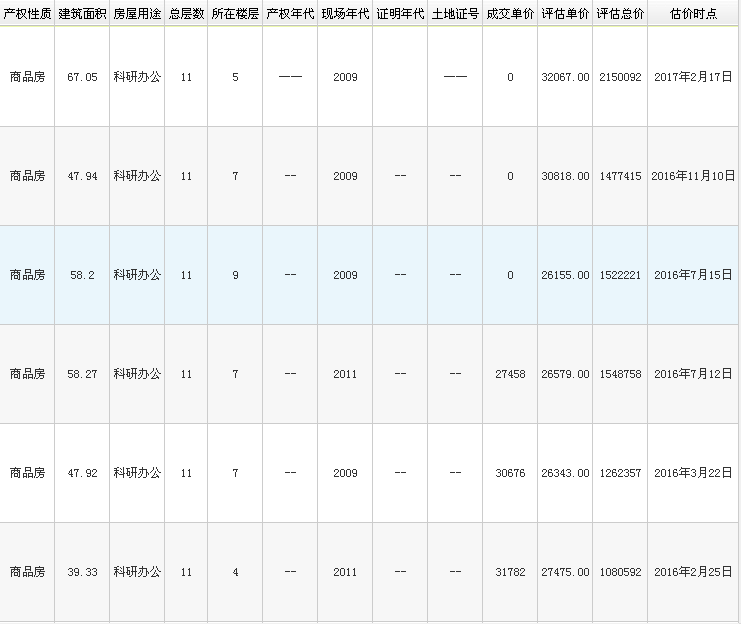 产权性质 建筑面积 房屋用途 总层数 所在楼层 产权年代 现场年代 证明年代 土地证号 成交单价 评估单价 评估总价 估价时点
商品房 67.05 科研办公 11 5 —— 2009 —— 0 32067.00 2150092 2017年2月17日
商品房 47.94 科研办公 11 7 -- 2009 -- -- 0 30818.00 1477415 2016年11月10日
商品房 58.2 科研办公 11 9 -- 2009 -- -- 0 26155.00 1522221 2016年7月15日
商品房 58.27 科研办公 11 7 -- 2011 -- -- 27458 26579.00 1548758 2016年7月12日
商品房 47.92 科研办公 11 7 -- 2009 -- -- 30676 26343.00 1262357 2016年3月22日
商品房 39.33 科研办公 11 4 -- 2011 -- -- 31782 27475.00 1080592 2016年2月25日